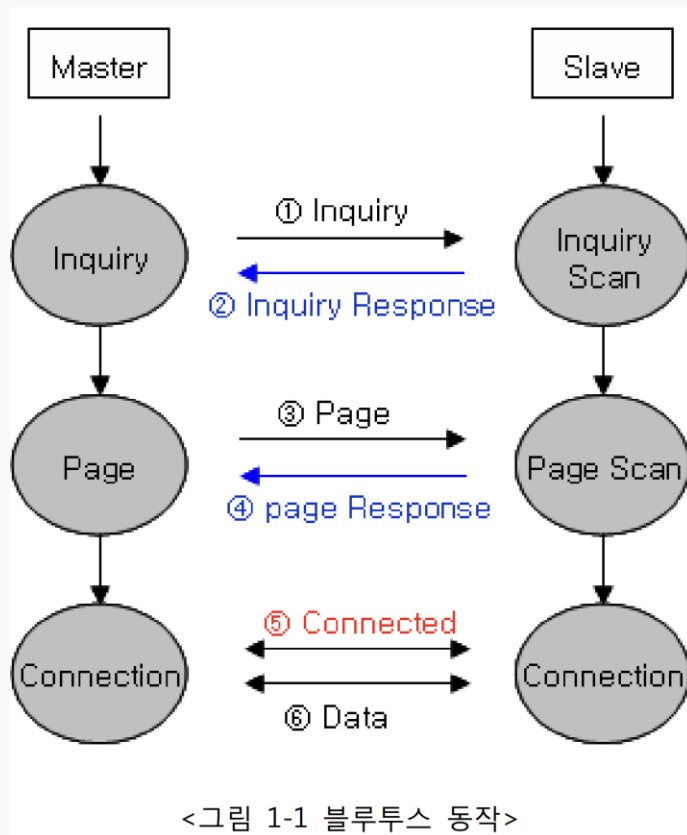 Master
Slave
① Inquiry
Inquiry
Inquiry
Scan
② Inquiry Response
③ Page
Page
Page Scan
④ page Response
⑤ Connected
Connection
Connection
⑥ Data
<그림 1-1 블루투스 동작>